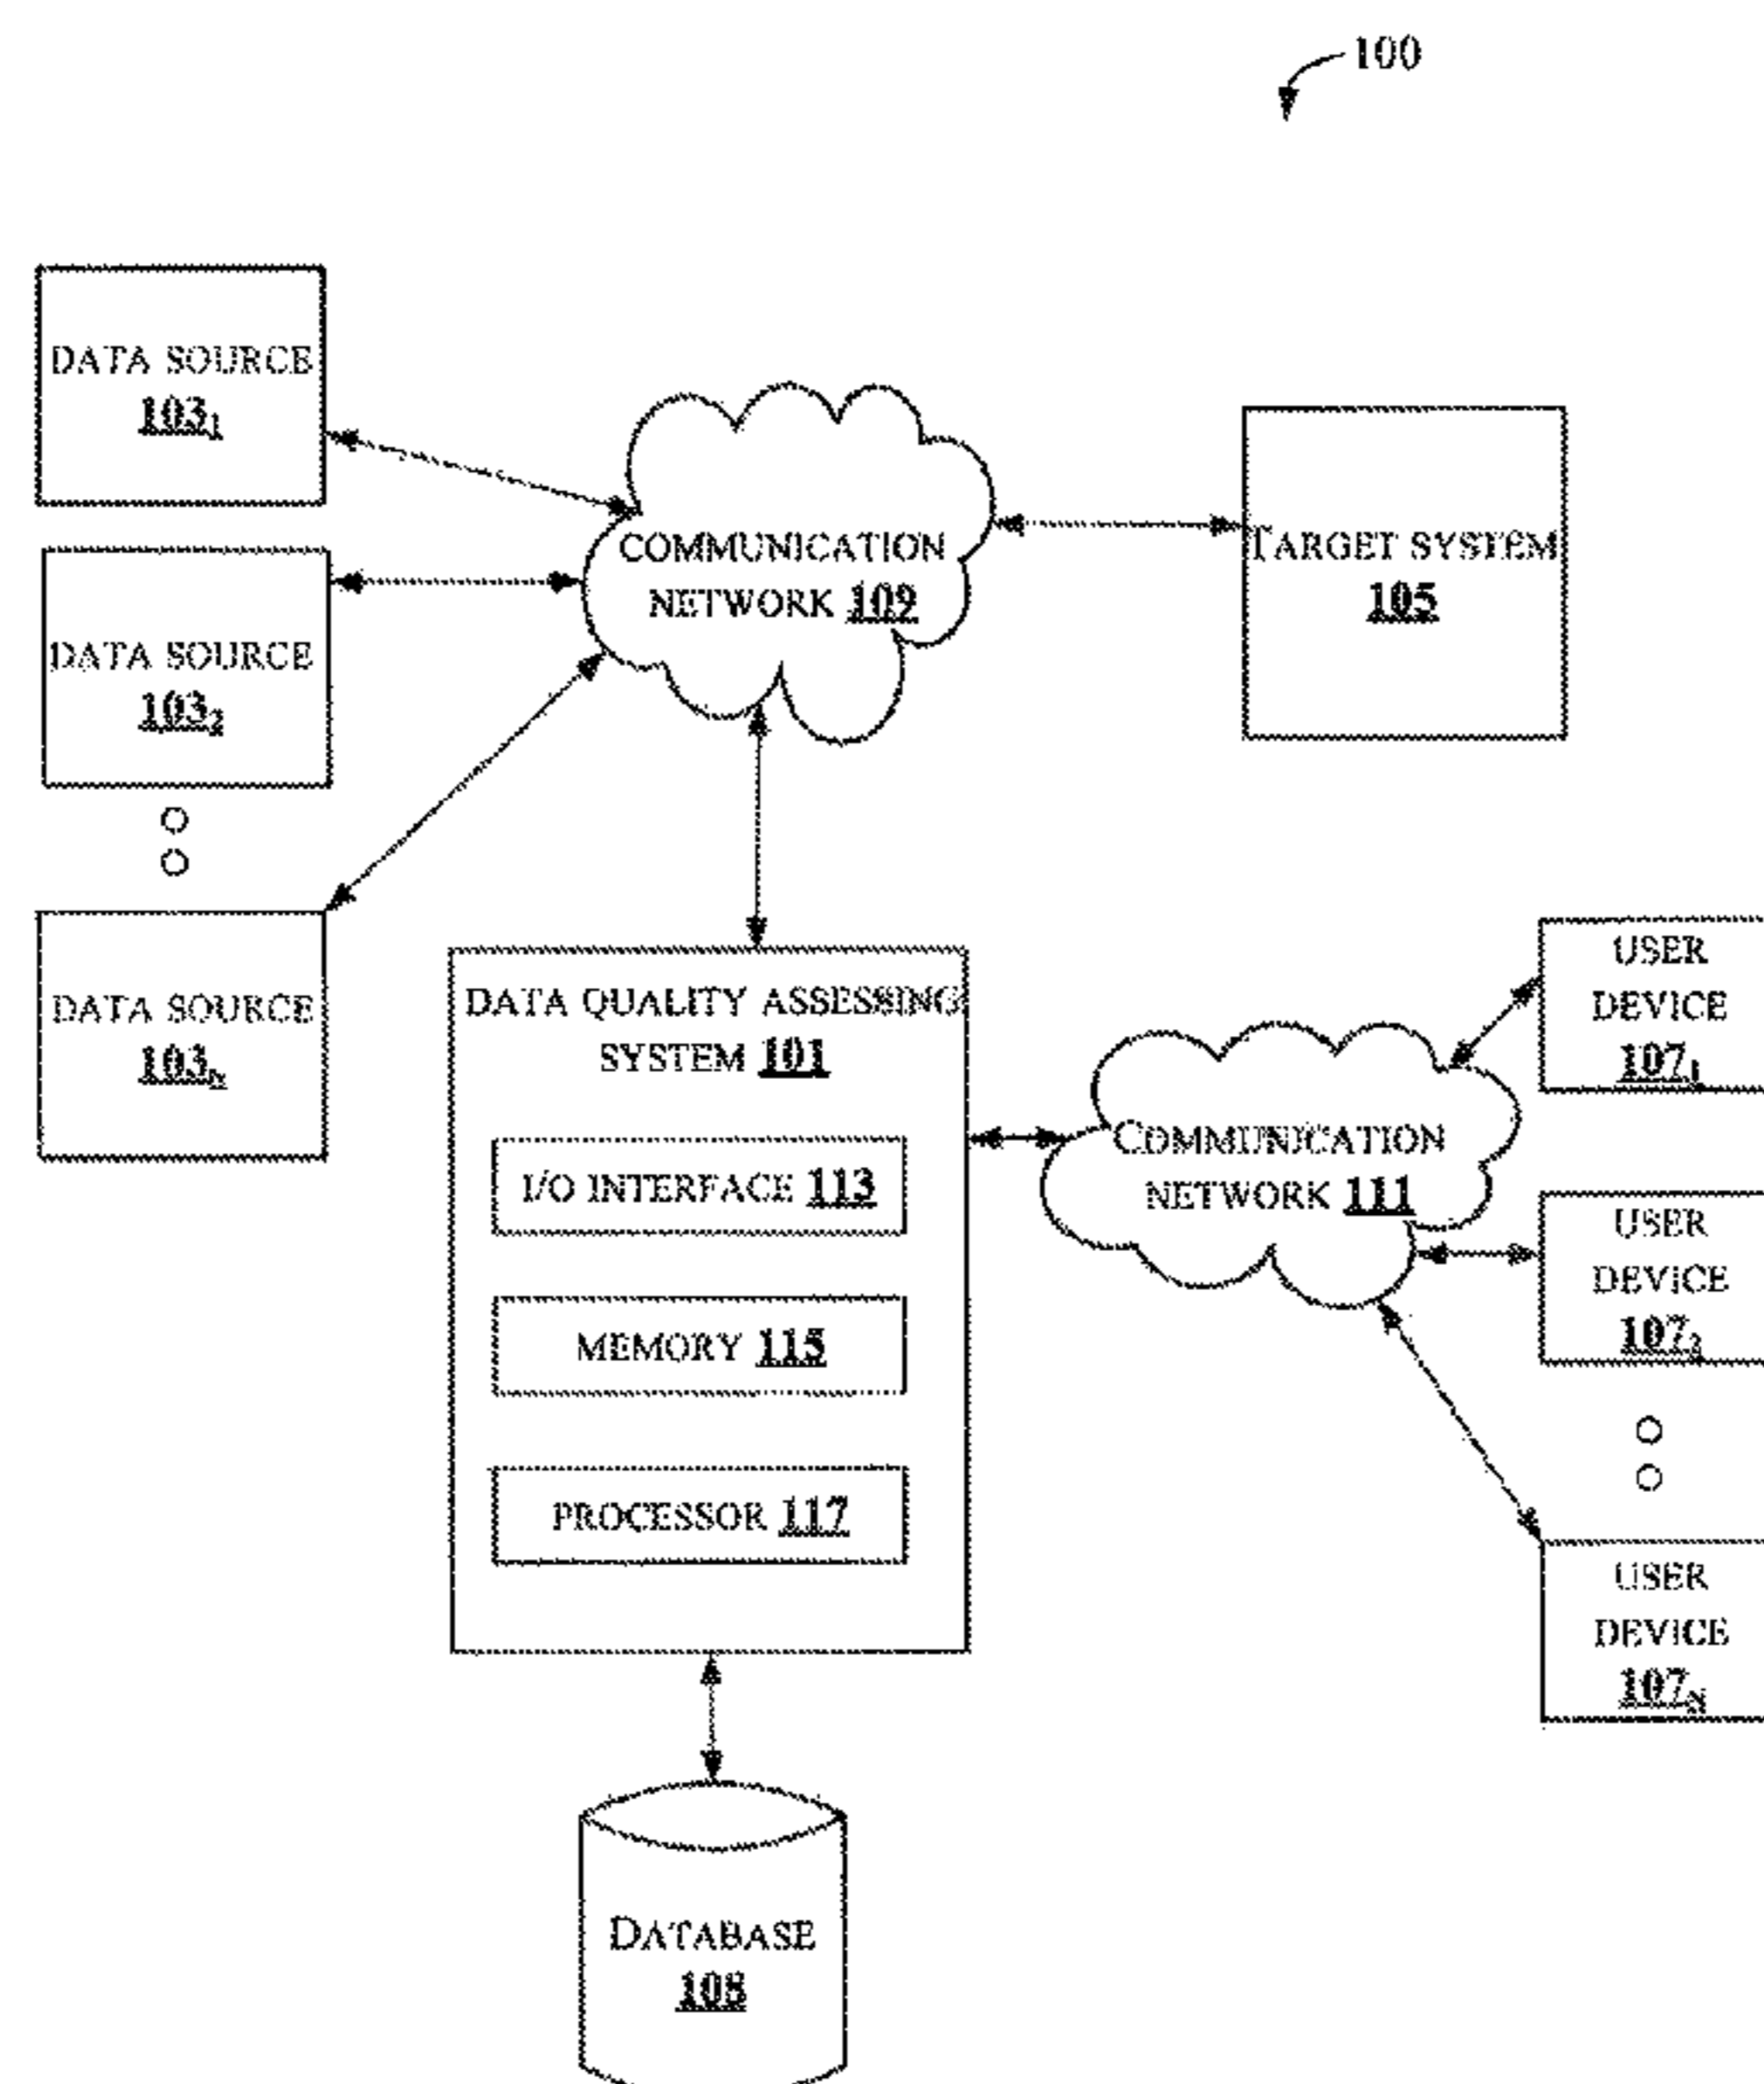 100
DATA SOURCE
103₁
COMMUNICATION
NETWORK 109
TARGET SYSTEM
105
DATA SOURCE
103₂
DATA SOURCE
103ₙ
DATA QUALITY ASSESSING
SYSTEM 101
I/O INTERFACE 113
MEMORY 115
PROCESSOR 117
COMMUNICATION
NETWORK 111
USER
DEVICE
107₁
USER
DEVICE
107₂
USER
DEVICE
107ₙ
DATABASE
108